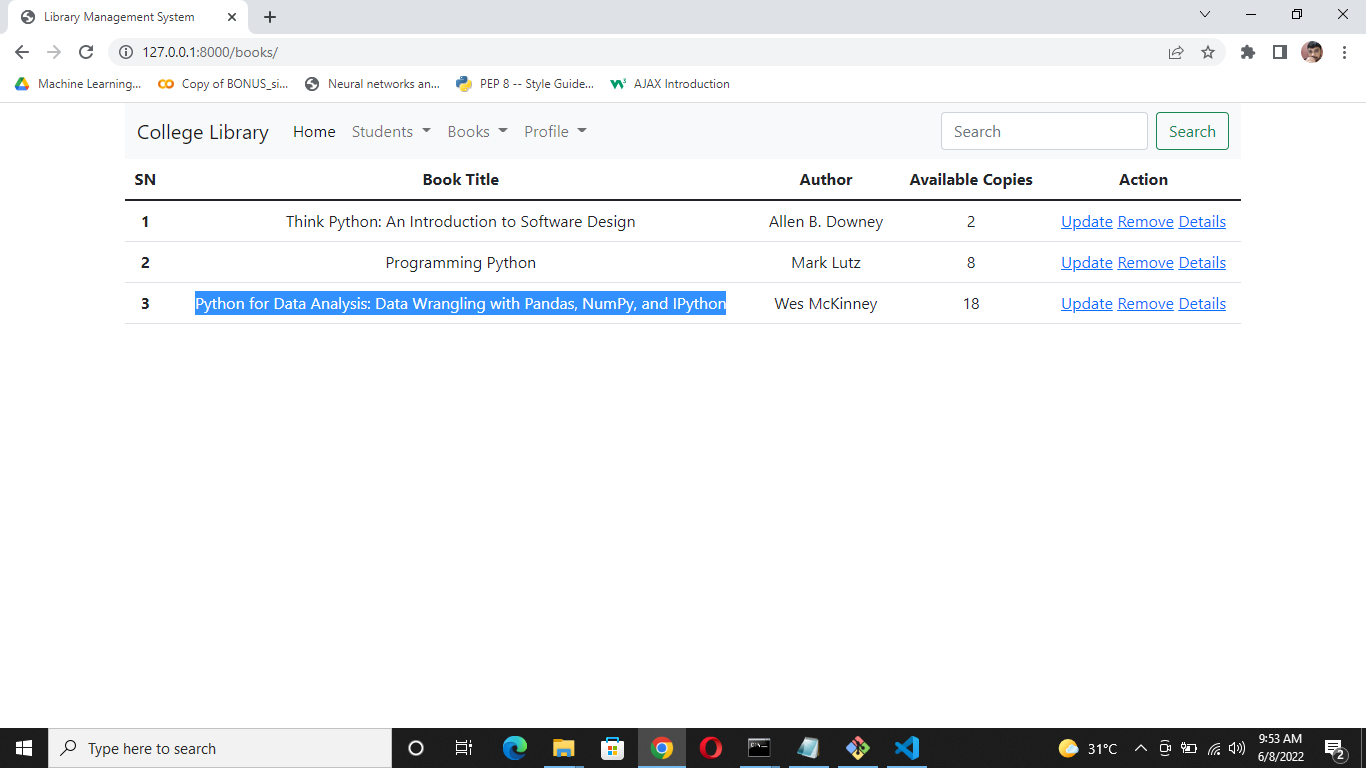 Library Management System
127.0.0.1:8000/books/
Machine Learning... Copy of BONUS_si... Neural networks an... PEP 8 -- Style Guide... AJAX Introduction
College Library Home Students Books Profile Search Search
SN Book Title Author Available Copies Action
1 Think Python: An Introduction to Software Design Allen B. Downey 2 Update Remove Details
2 Programming Python Mark Lutz 8 Update Remove Details
3 Python for Data Analysis: Data Wrangling with Pandas, NumPy, and IPython Wes McKinney 18 Update Remove Details
Type here to search 31°C 9:53 AM
6/8/2022 2